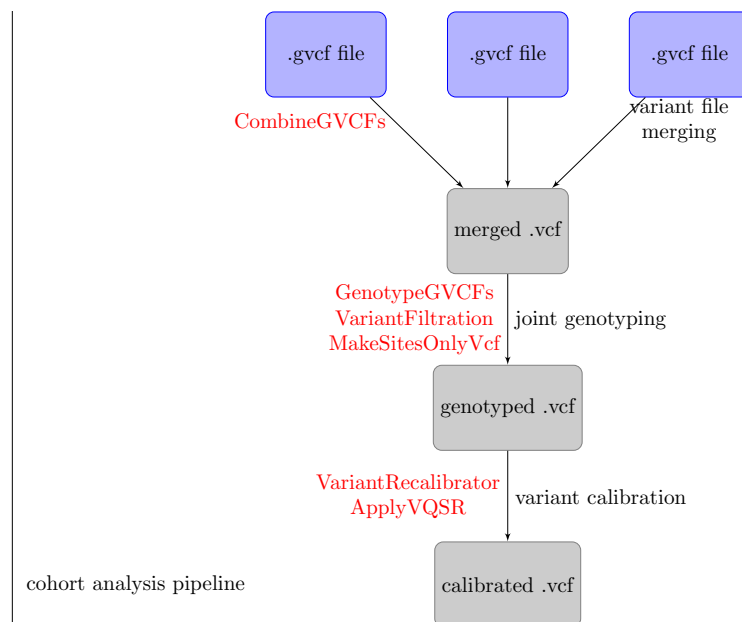 .gvcf file
.gvcf file
.gvcf file
CombineGVCFs
variant file
merging
merged .vcf
GenotypeGVCFs
VariantFiltration
MakeSitesOnlyVcf
joint genotyping
genotyped .vcf
VariantRecalibrator
ApplyVQSR
variant calibration
cohort analysis pipeline
calibrated .vcf